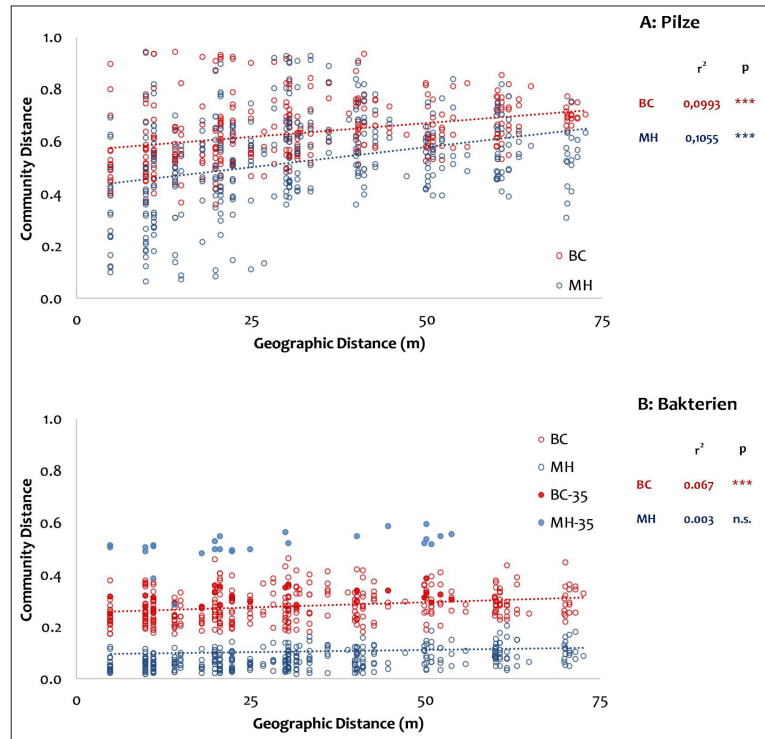 A: Pilze
r² p
BC 0,0993 ***
MH 0,1055 ***
Community Distance
1.0
0.8
0.6
0.4
0.2
0.0
BC
MH
0 25 50 75
Geographic Distance (m)
B: Bakterien
r² p
BC 0.067 ***
MH 0.003 n.s.
Community Distance
1.0
0.8
0.6
0.4
0.2
0.0
BC
MH
BC-35
MH-35
0 25 50 75
Geographic Distance (m)